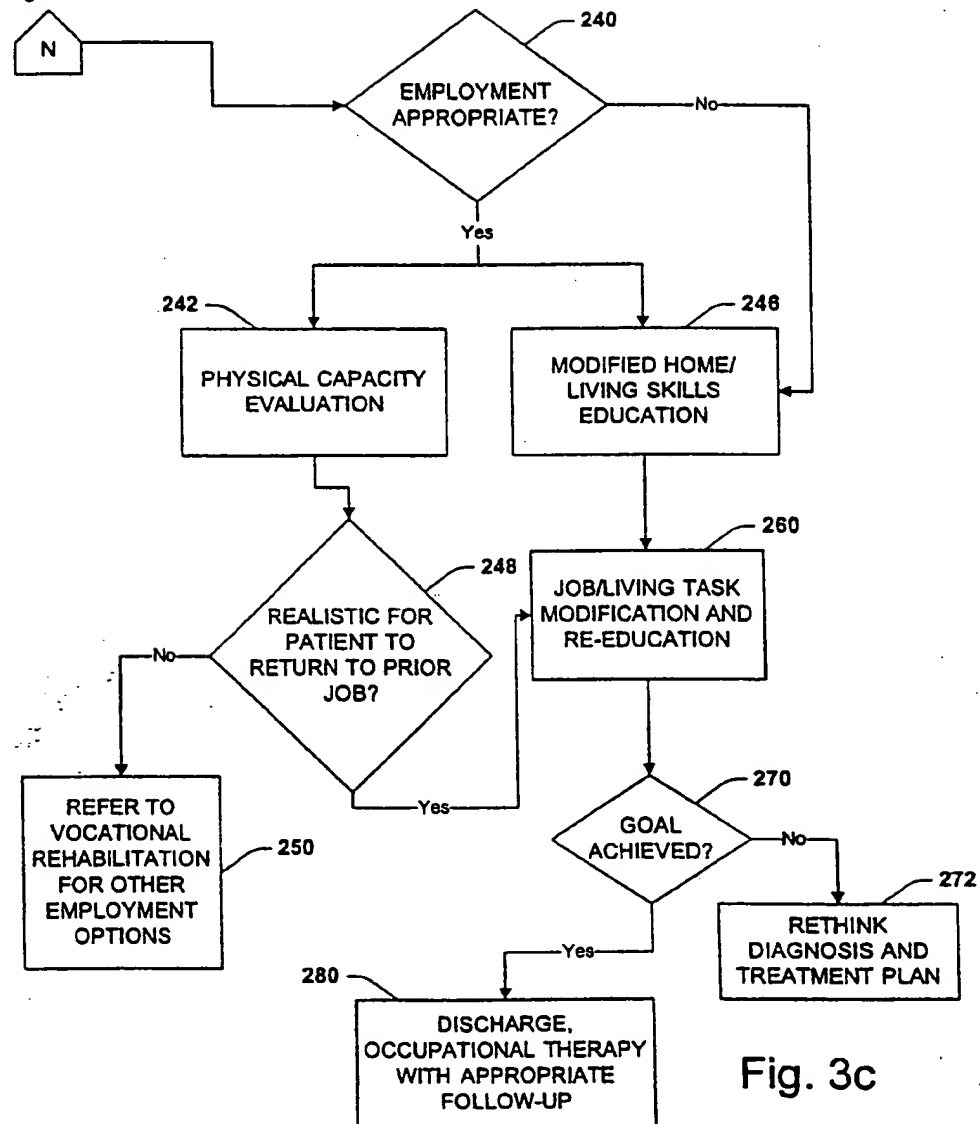 N
240
EMPLOYMENT
APPROPRIATE?
No
Yes
242
PHYSICAL CAPACITY
EVALUATION
246
MODIFIED HOME/
LIVING SKILLS
EDUCATION
248
REALISTIC FOR
PATIENT TO
RETURN TO PRIOR
JOB?
No
Yes
260
JOB/LIVING TASK
MODIFICATION AND
RE-EDUCATION
REFER TO
VOCATIONAL
REHABILITATION
FOR OTHER
EMPLOYMENT
OPTIONS
250
270
GOAL
ACHIEVED?
No
Yes
272
RETHINK
DIAGNOSIS AND
TREATMENT PLAN
280
DISCHARGE,
OCCUPATIONAL THERAPY
WITH APPROPRIATE
FOLLOW-UP
Fig. 3c